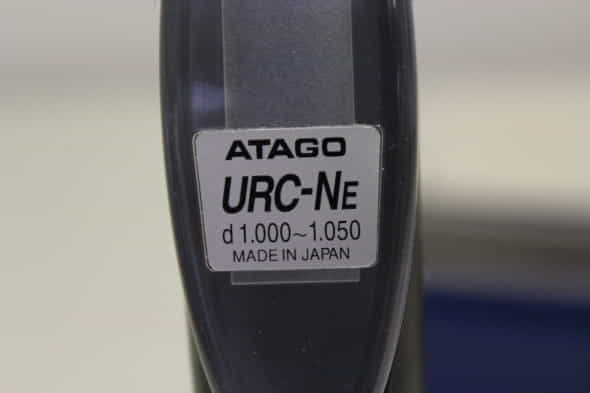 ATAGO
URC-NE
d 1.000~1.050
MADE IN JAPAN